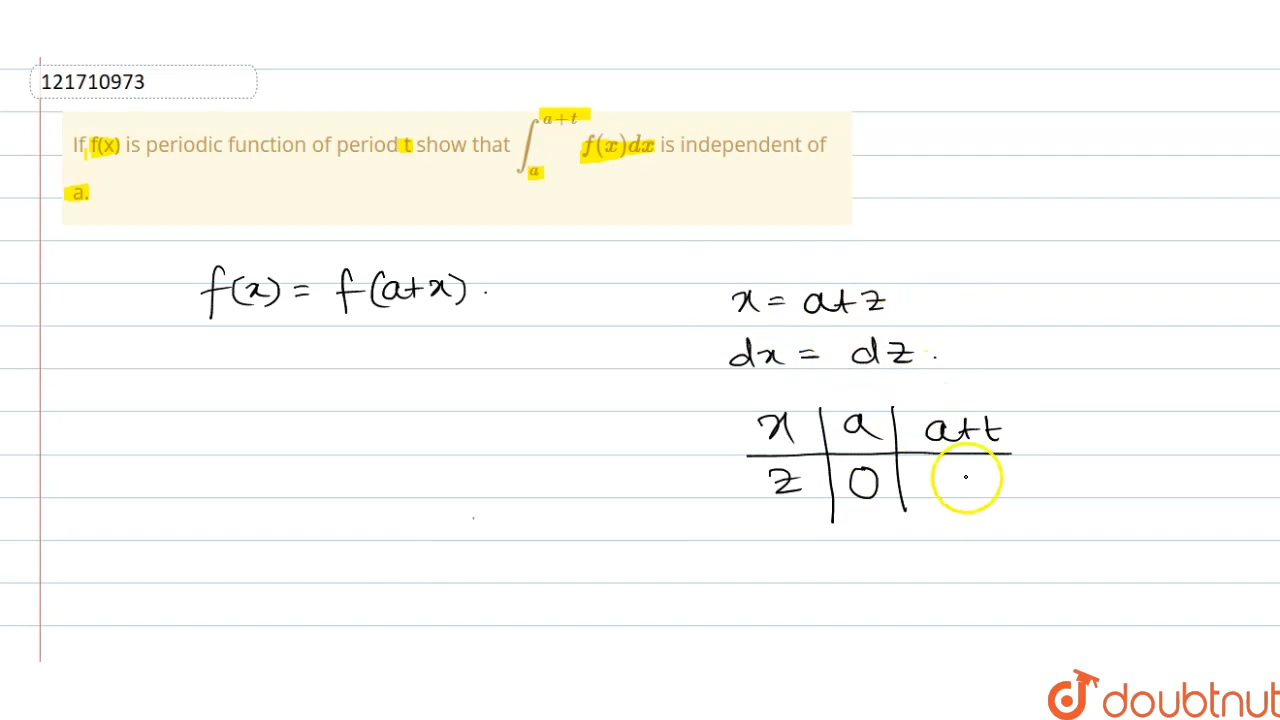 121710973
If f(x) is periodic function of period t show that ∫_a^{a+t} f(x)dx is independent of
a.
f(x) = f(a+x).
x = a+z
dx = dz.
x | a | a+t
z | 0 |
doubtnut